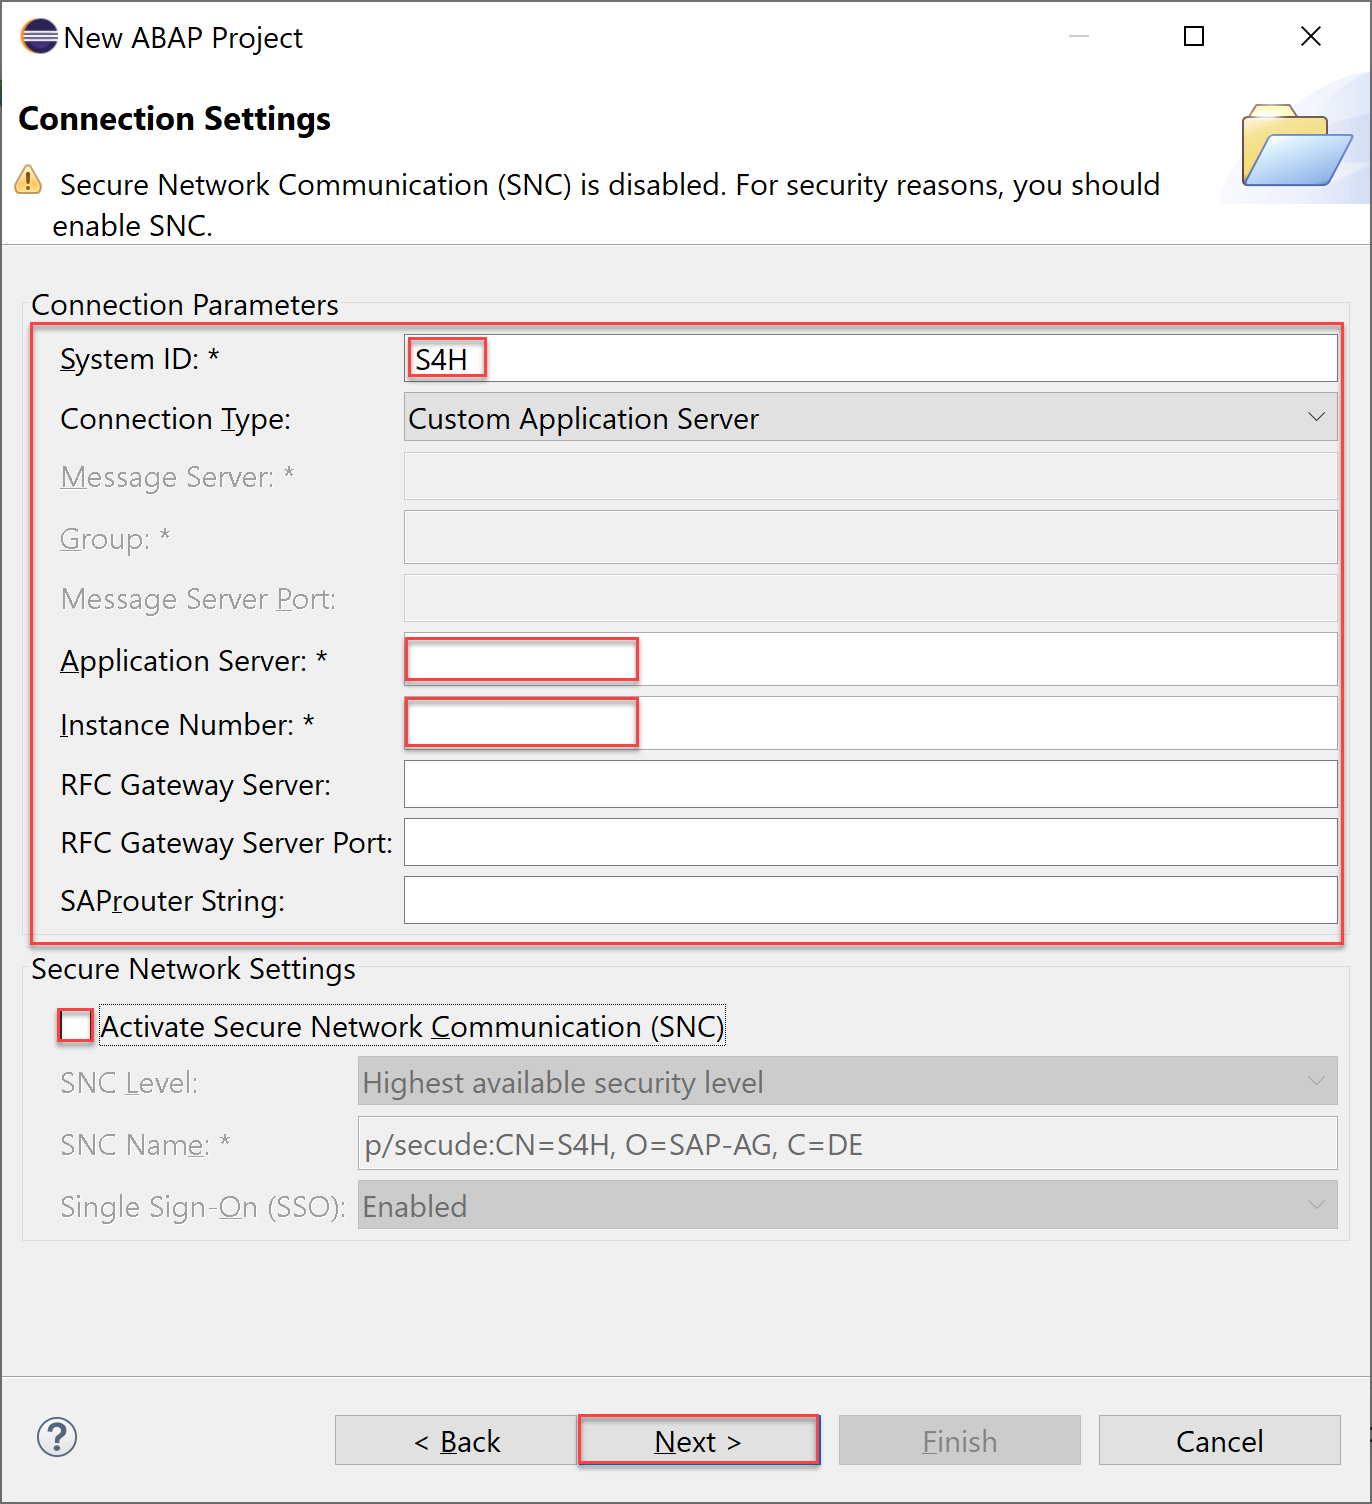 New ABAP Project
Connection Settings
Secure Network Communication (SNC) is disabled. For security reasons, you should
enable SNC.
Connection Parameters
System ID: * S4H
Connection Type: Custom Application Server
Message Server: *
Group: *
Message Server Port:
Application Server: *
Instance Number: *
RFC Gateway Server:
RFC Gateway Server Port:
SAProuter String:
Secure Network Settings
Activate Secure Network Communication (SNC)
SNC Level: Highest available security level
SNC Name: * p/secude:CN=S4H, O=SAP-AG, C=DE
Single Sign-On (SSO): Enabled
? < Back Next > Finish Cancel